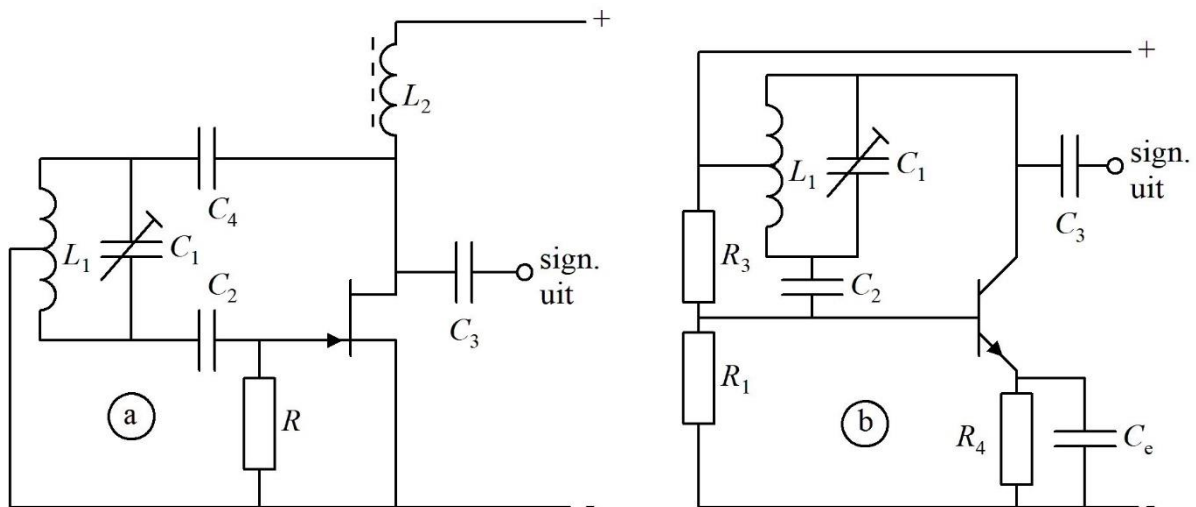 +
L₂
C₄
L₁
C₁
C₂
sign.
uit
C₃
a
R
-
+
L₁
C₁
sign.
uit
C₃
R₃
C₂
R₁
b
R₄
Cₑ
-